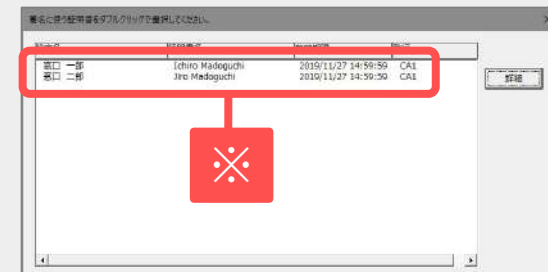 署名に使う証明書をダブルクリックで選択してください。
窓口 一郎 Ichiro Madoguchi 2019/11/27 14:59:59 CA1
窓口 二郎 Jiro Madoguchi 2019/11/27 14:59:59 CA1
詳細
※